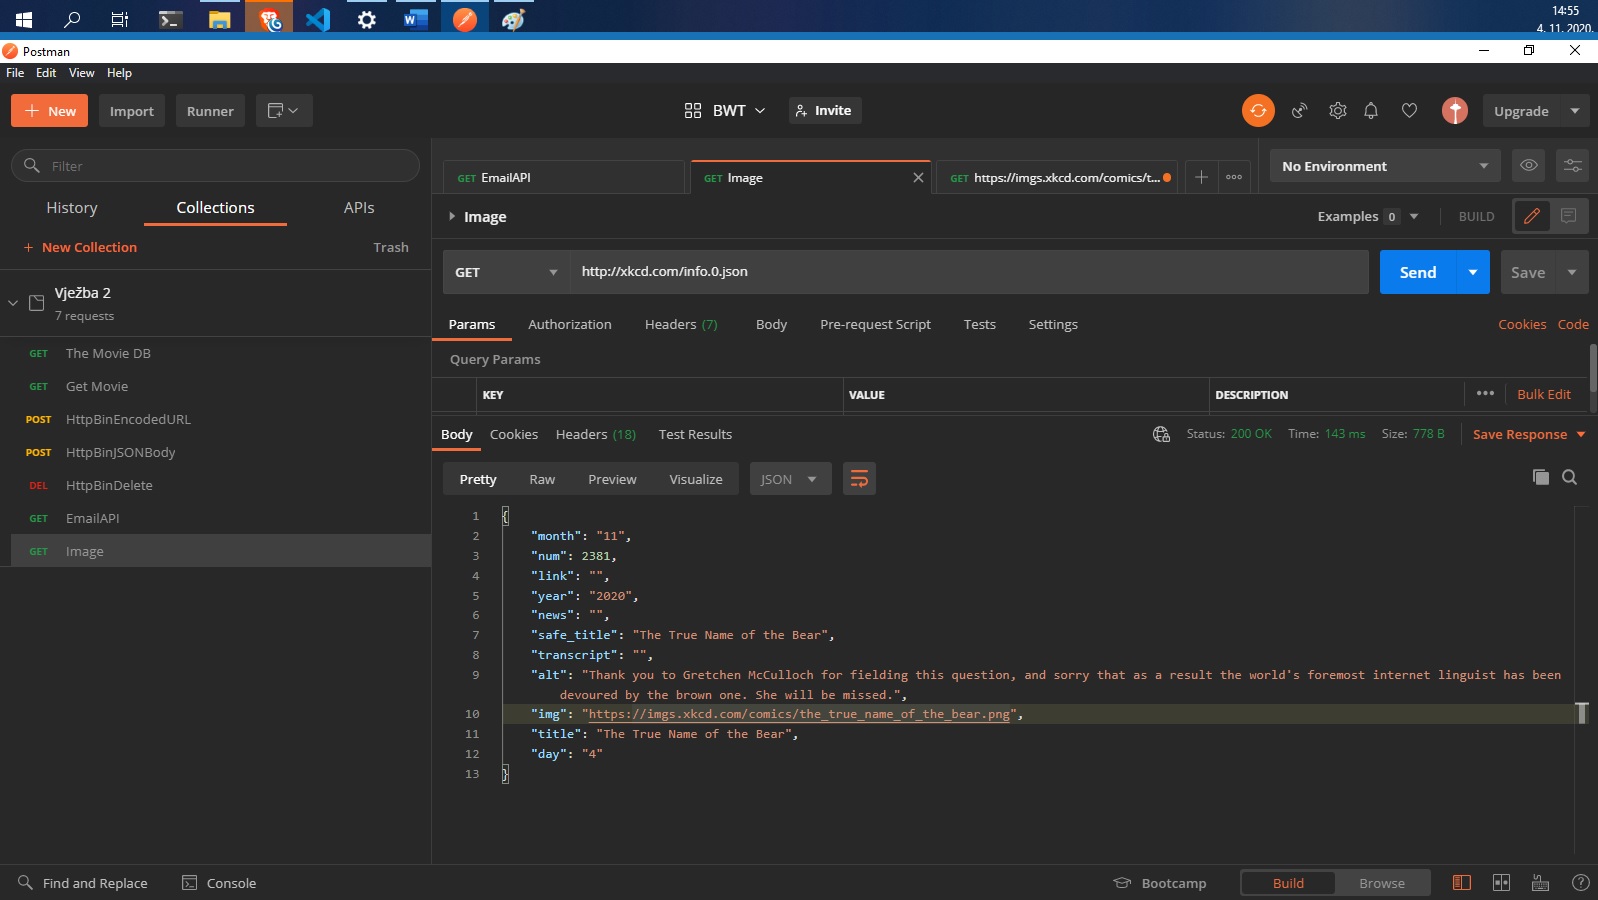 14:55
4. 11. 2020.
Postman
File Edit View Help
+ New Import Runner BWT Invite Upgrade
Filter
History Collections APIs
+ New Collection Trash
Vježba 2
7 requests
GET The Movie DB
GET Get Movie
POST HttpBinEncodedURL
POST HttpBinJSONBody
DEL HttpBinDelete
GET EmailAPI
GET Image
GET EmailAPI GET Image GET https://imgs.xkcd.com/comics/t... No Environment
Image Examples 0 BUILD
GET http://xkcd.com/info.0.json Send Save
Params Authorization Headers (7) Body Pre-request Script Tests Settings Cookies Code
Query Params
KEY VALUE DESCRIPTION ••• Bulk Edit
Body Cookies Headers (18) Test Results Status: 200 OK Time: 143 ms Size: 778 B Save Response
Pretty Raw Preview Visualize JSON
1 {
2 "month": "11",
3 "num": 2381,
4 "link": "",
5 "year": "2020",
6 "news": "",
7 "safe_title": "The True Name of the Bear",
8 "transcript": "",
9 "alt": "Thank you to Gretchen McCulloch for fielding this question, and sorry that as a result the world's foremost internet linguist has been
devoured by the brown one. She will be missed.",
10 "img": "https://imgs.xkcd.com/comics/the_true_name_of_the_bear.png",
11 "title": "The True Name of the Bear",
12 "day": "4"
13 }
Find and Replace Console Bootcamp Build Browse